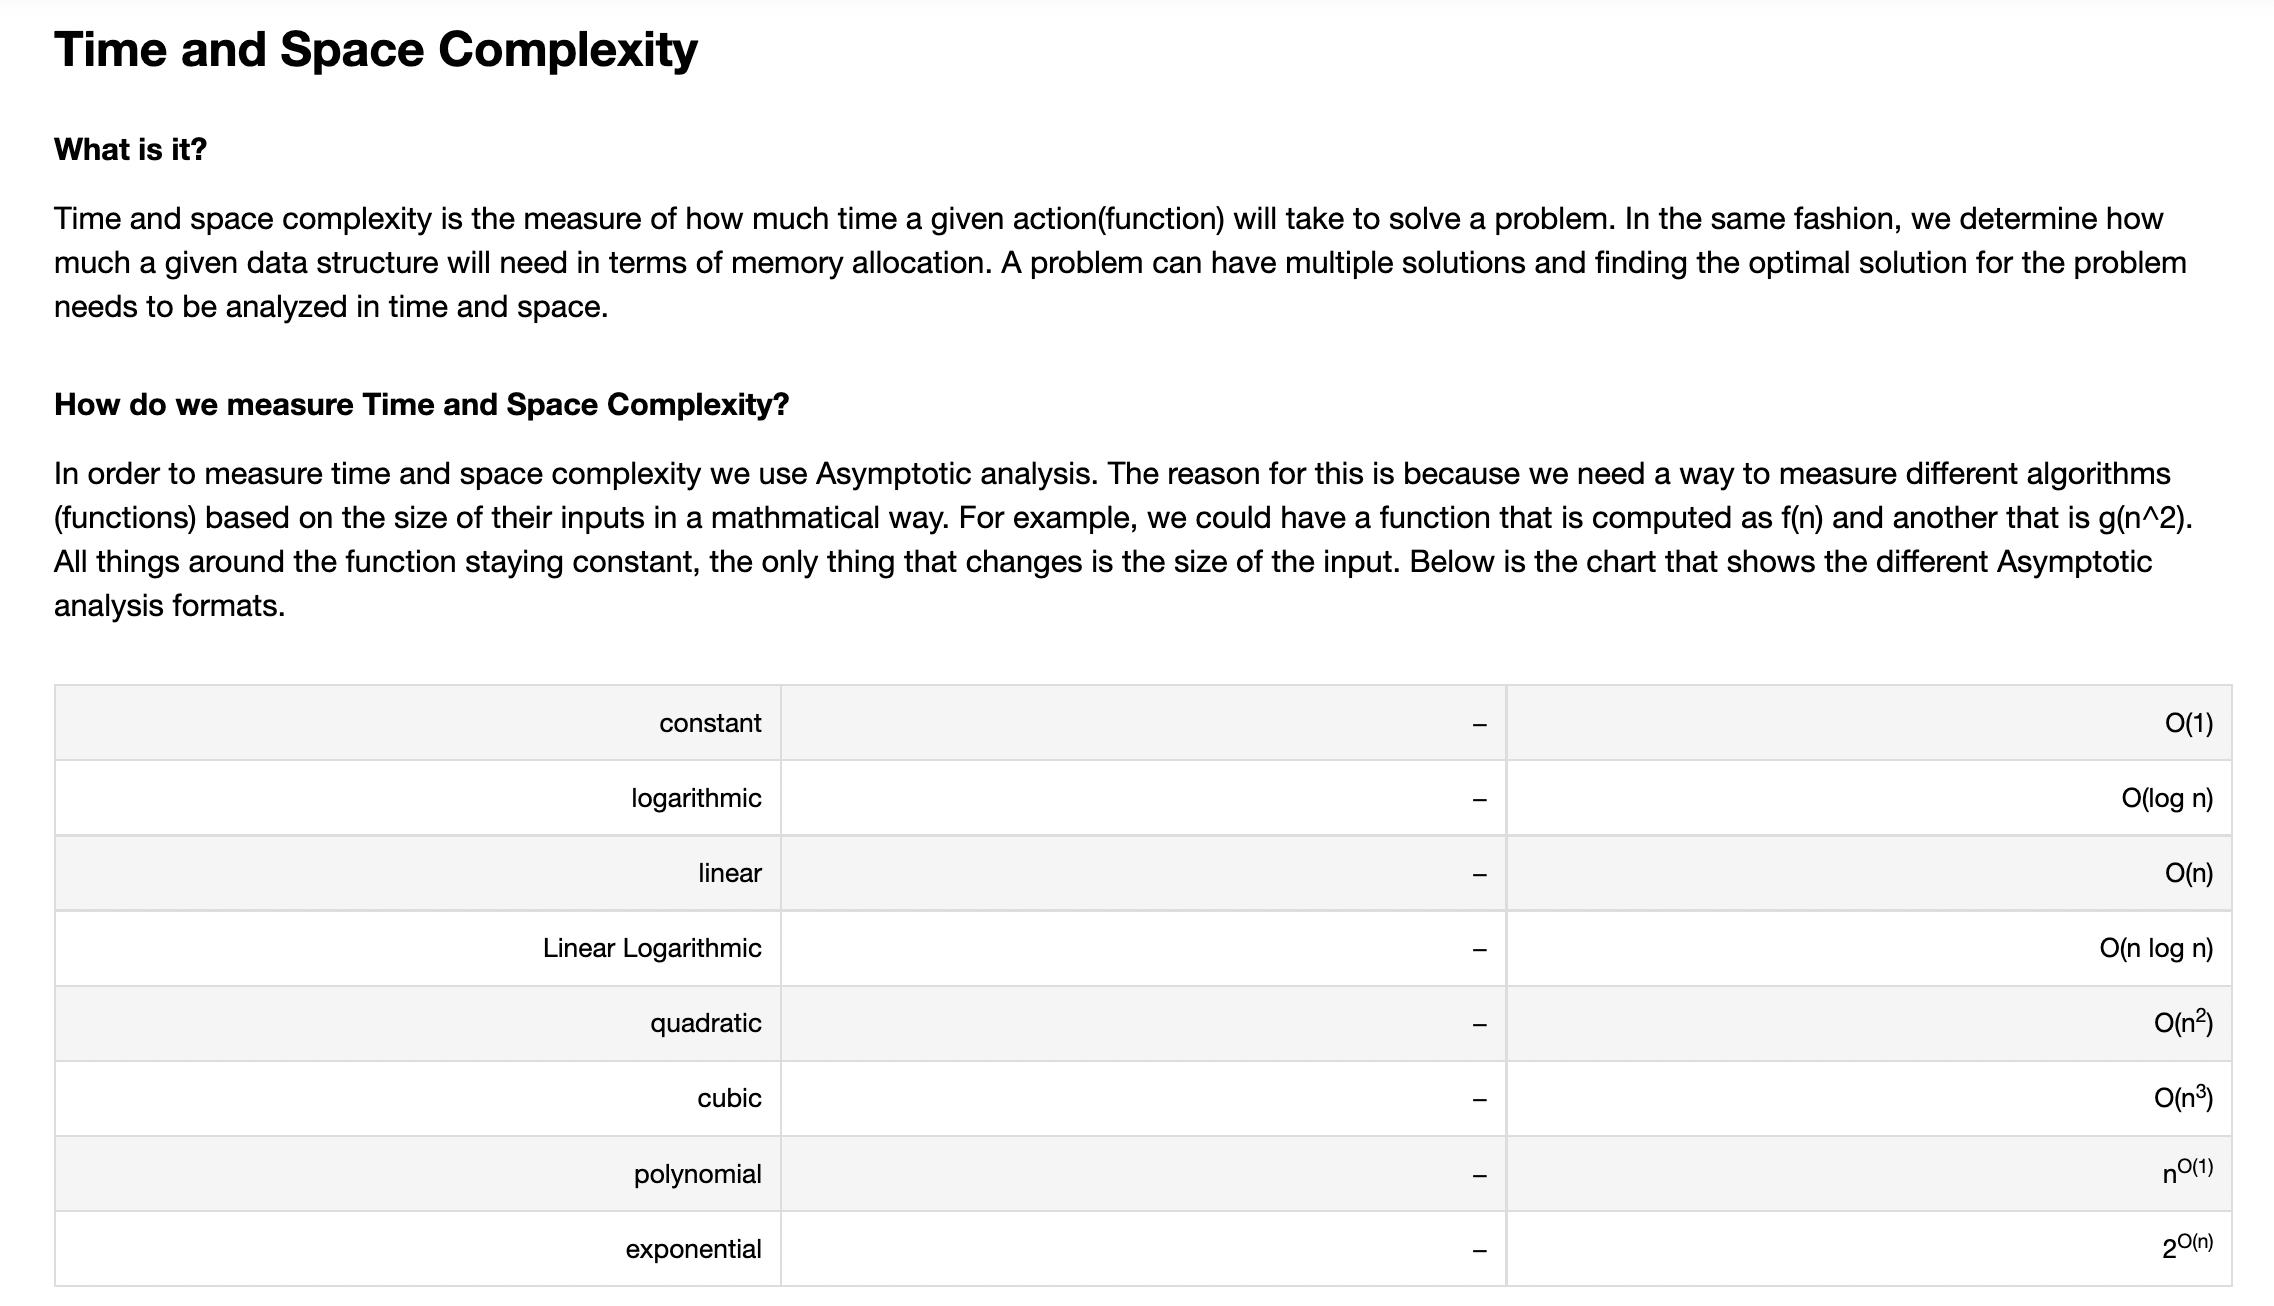 Time and Space Complexity
What is it?
Time and space complexity is the measure of how much time a given action(function) will take to solve a problem. In the same fashion, we determine how
much a given data structure will need in terms of memory allocation. A problem can have multiple solutions and finding the optimal solution for the problem
needs to be analyzed in time and space.
How do we measure Time and Space Complexity?
In order to measure time and space complexity we use Asymptotic analysis. The reason for this is because we need a way to measure different algorithms
(functions) based on the size of their inputs in a mathmatical way. For example, we could have a function that is computed as f(n) and another that is g(n^2).
All things around the function staying constant, the only thing that changes is the size of the input. Below is the chart that shows the different Asymptotic
analysis formats.
constant – O(1)
logarithmic – O(log n)
linear – O(n)
Linear Logarithmic – O(n log n)
quadratic – O(n²)
cubic – O(n³)
polynomial – n^O(1)
exponential – 2^O(n)